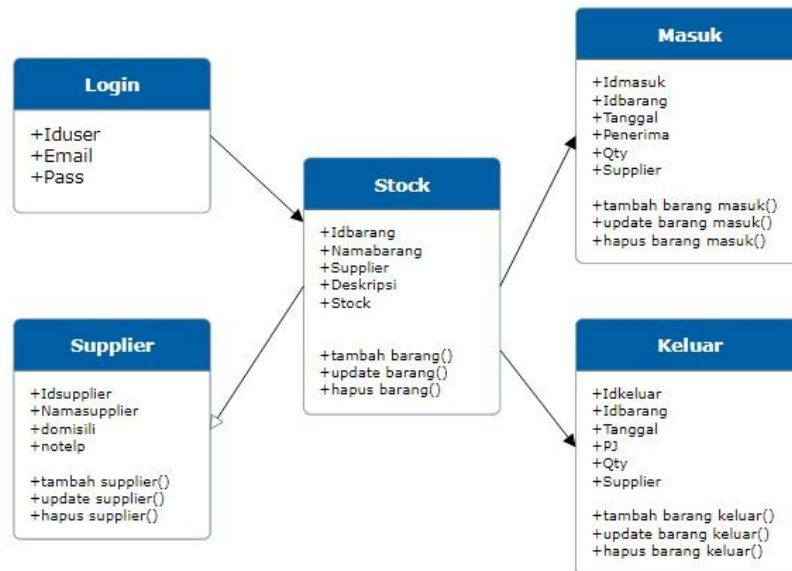 Login
+Iduser
+Email
+Pass
Supplier
+Idsupplier
+Namasupplier
+domisili
+notelp
+tambah supplier()
+update supplier()
+hapus supplier()
Stock
+Idbarang
+Namabarang
+Supplier
+Deskripsi
+Stock
+tambah barang()
+update barang()
+hapus barang()
Masuk
+Idmasuk
+Idbarang
+Tanggal
+Penerima
+Qty
+Supplier
+tambah barang masuk()
+update barang masuk()
+hapus barang masuk()
Keluar
+Idkeluar
+Idbarang
+Tanggal
+PJ
+Qty
+Supplier
+tambah barang keluar()
+update barang keluar()
+hapus barang keluar()